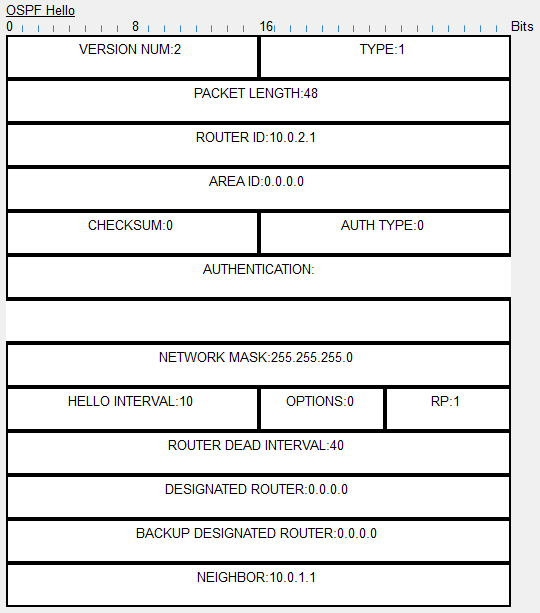 OSPF Hello
0 8 16 Bits
VERSION NUM:2 TYPE:1
PACKET LENGTH:48
ROUTER ID:10.0.2.1
AREA ID:0.0.0.0
CHECKSUM:0 AUTH TYPE:0
AUTHENTICATION:
NETWORK MASK:255.255.255.0
HELLO INTERVAL:10 OPTIONS:0 RP:1
ROUTER DEAD INTERVAL:40
DESIGNATED ROUTER:0.0.0.0
BACKUP DESIGNATED ROUTER:0.0.0.0
NEIGHBOR:10.0.1.1